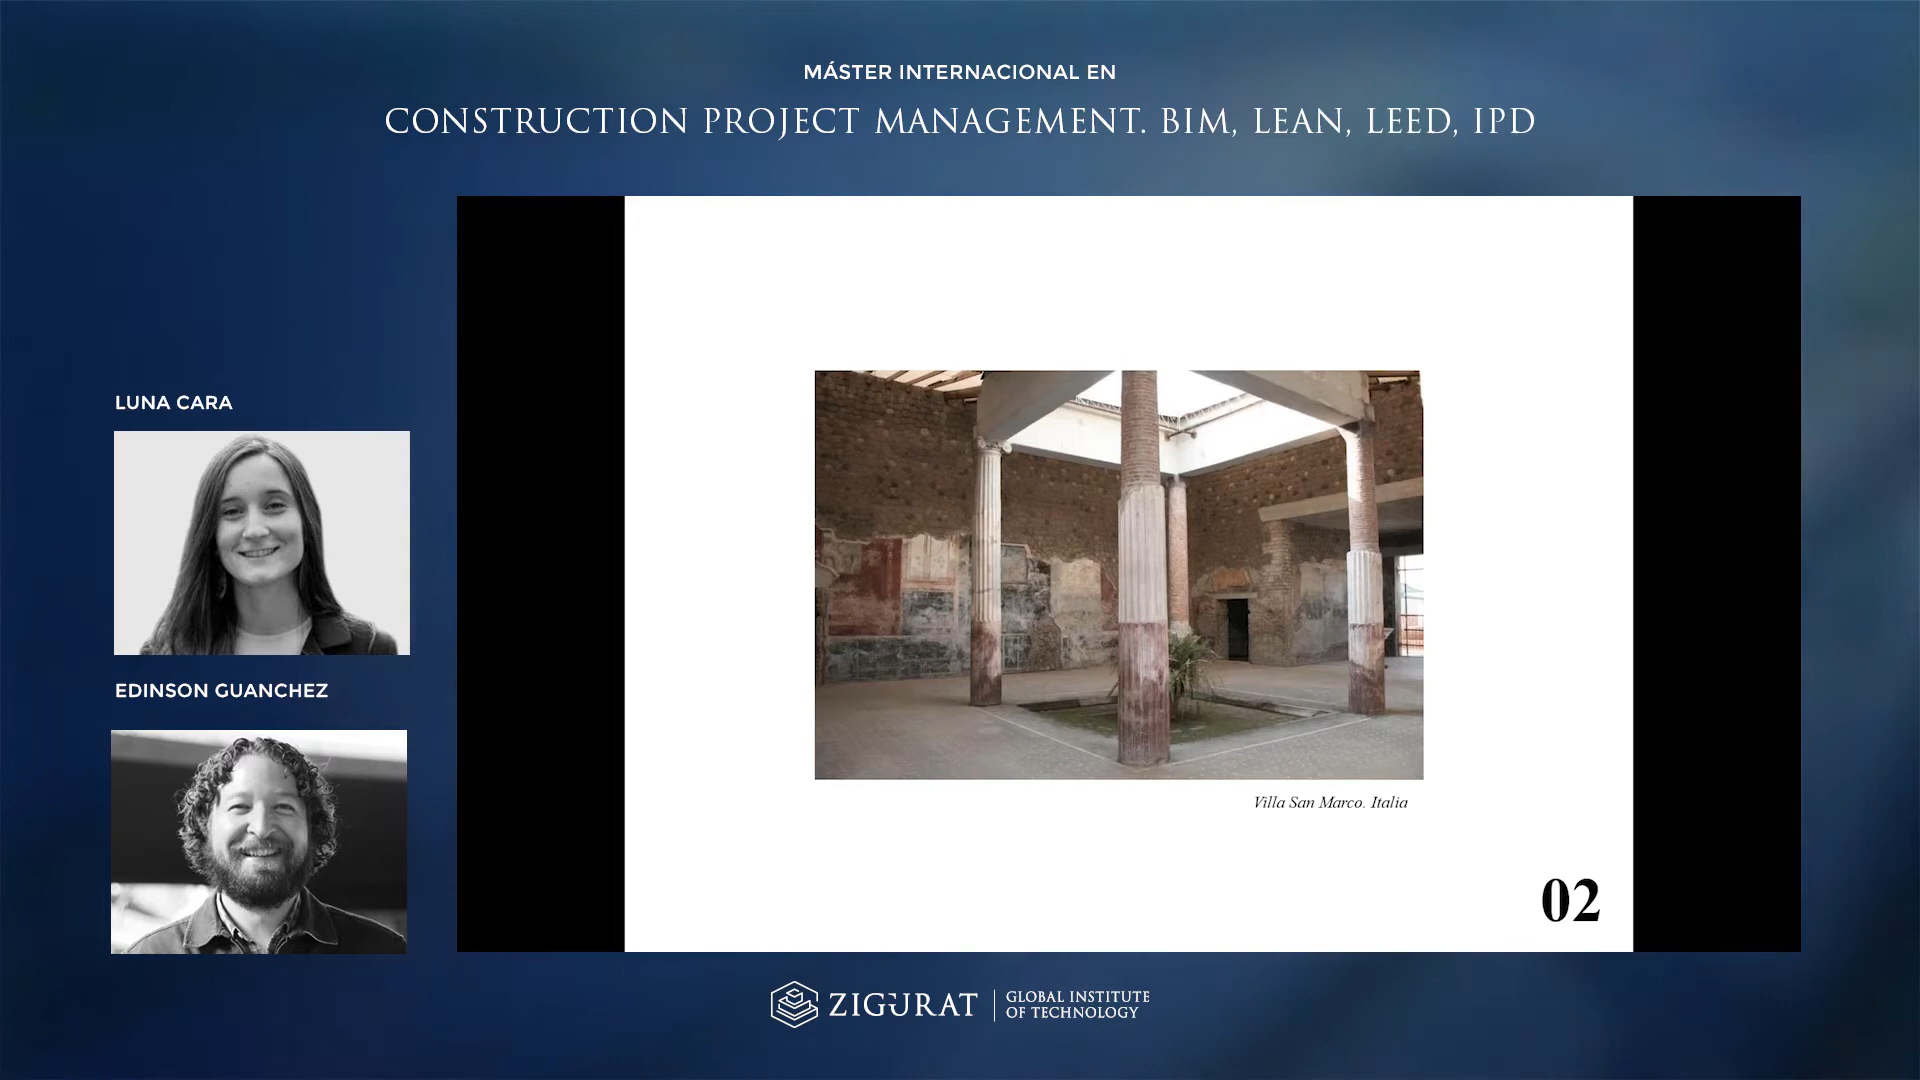 MÁSTER INTERNACIONAL EN
CONSTRUCTION PROJECT MANAGEMENT. BIM, LEAN, LEED, IPD
LUNA CARA
EDINSON GUANCHEZ
Villa San Marco. Italia
02
ZIGURAT
GLOBAL INSTITUTE
OF TECHNOLOGY